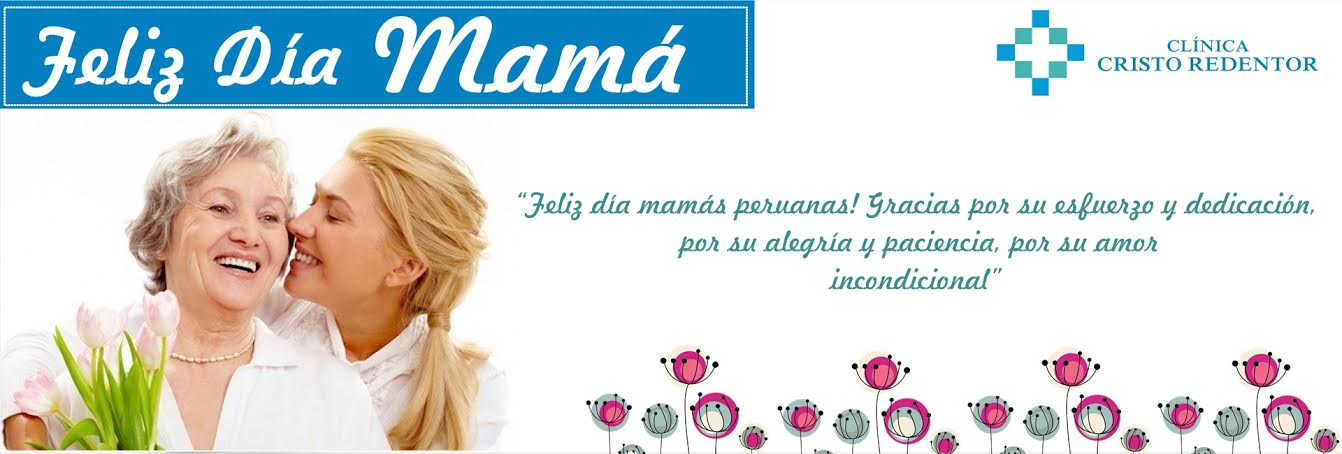 Feliz Día Mamá
CLÍNICA
CRISTO REDENTOR
“Feliz día mamás peruanas! Gracias por su esfuerzo y dedicación,
por su alegría y paciencia, por su amor
incondicional”